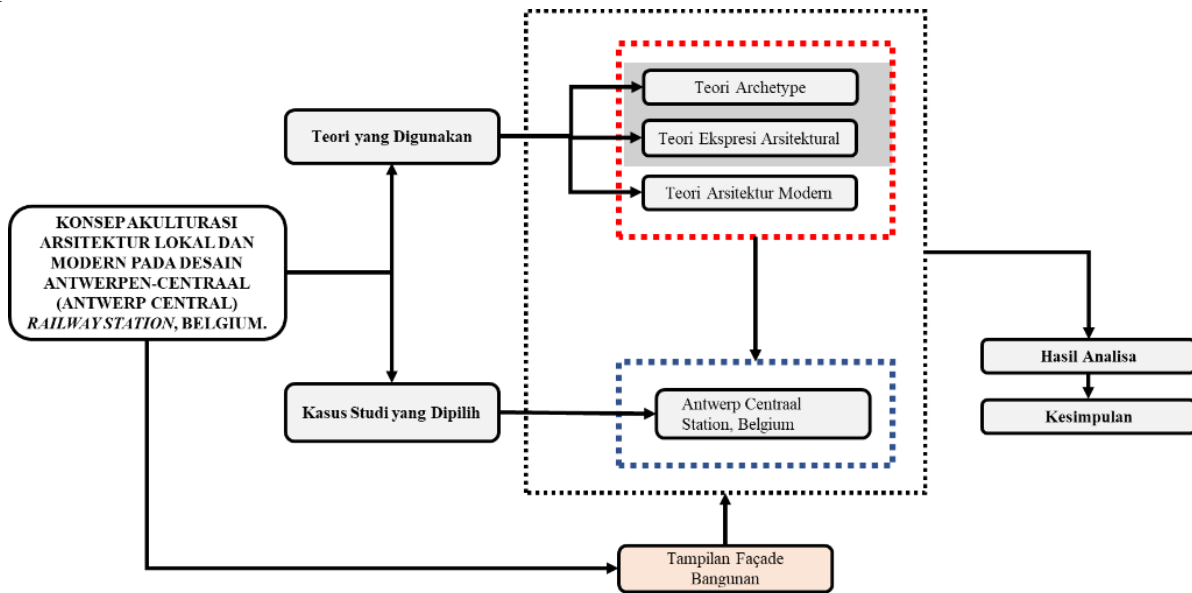 KONSEP AKULTURASI
ARSITEKTUR LOKAL DAN
MODERN PADA DESAIN
ANTWERPEN-CENTRAAL
(ANTWERP CENTRAL)
RAILWAY STATION, BELGIUM.
Teori yang Digunakan
Kasus Studi yang Dipilih
Teori Archetype
Teori Ekspresi Arsitektural
Teori Arsitektur Modern
Antwerp Centraal
Station, Belgium
Tampilan Façade
Bangunan
Hasil Analisa
Kesimpulan